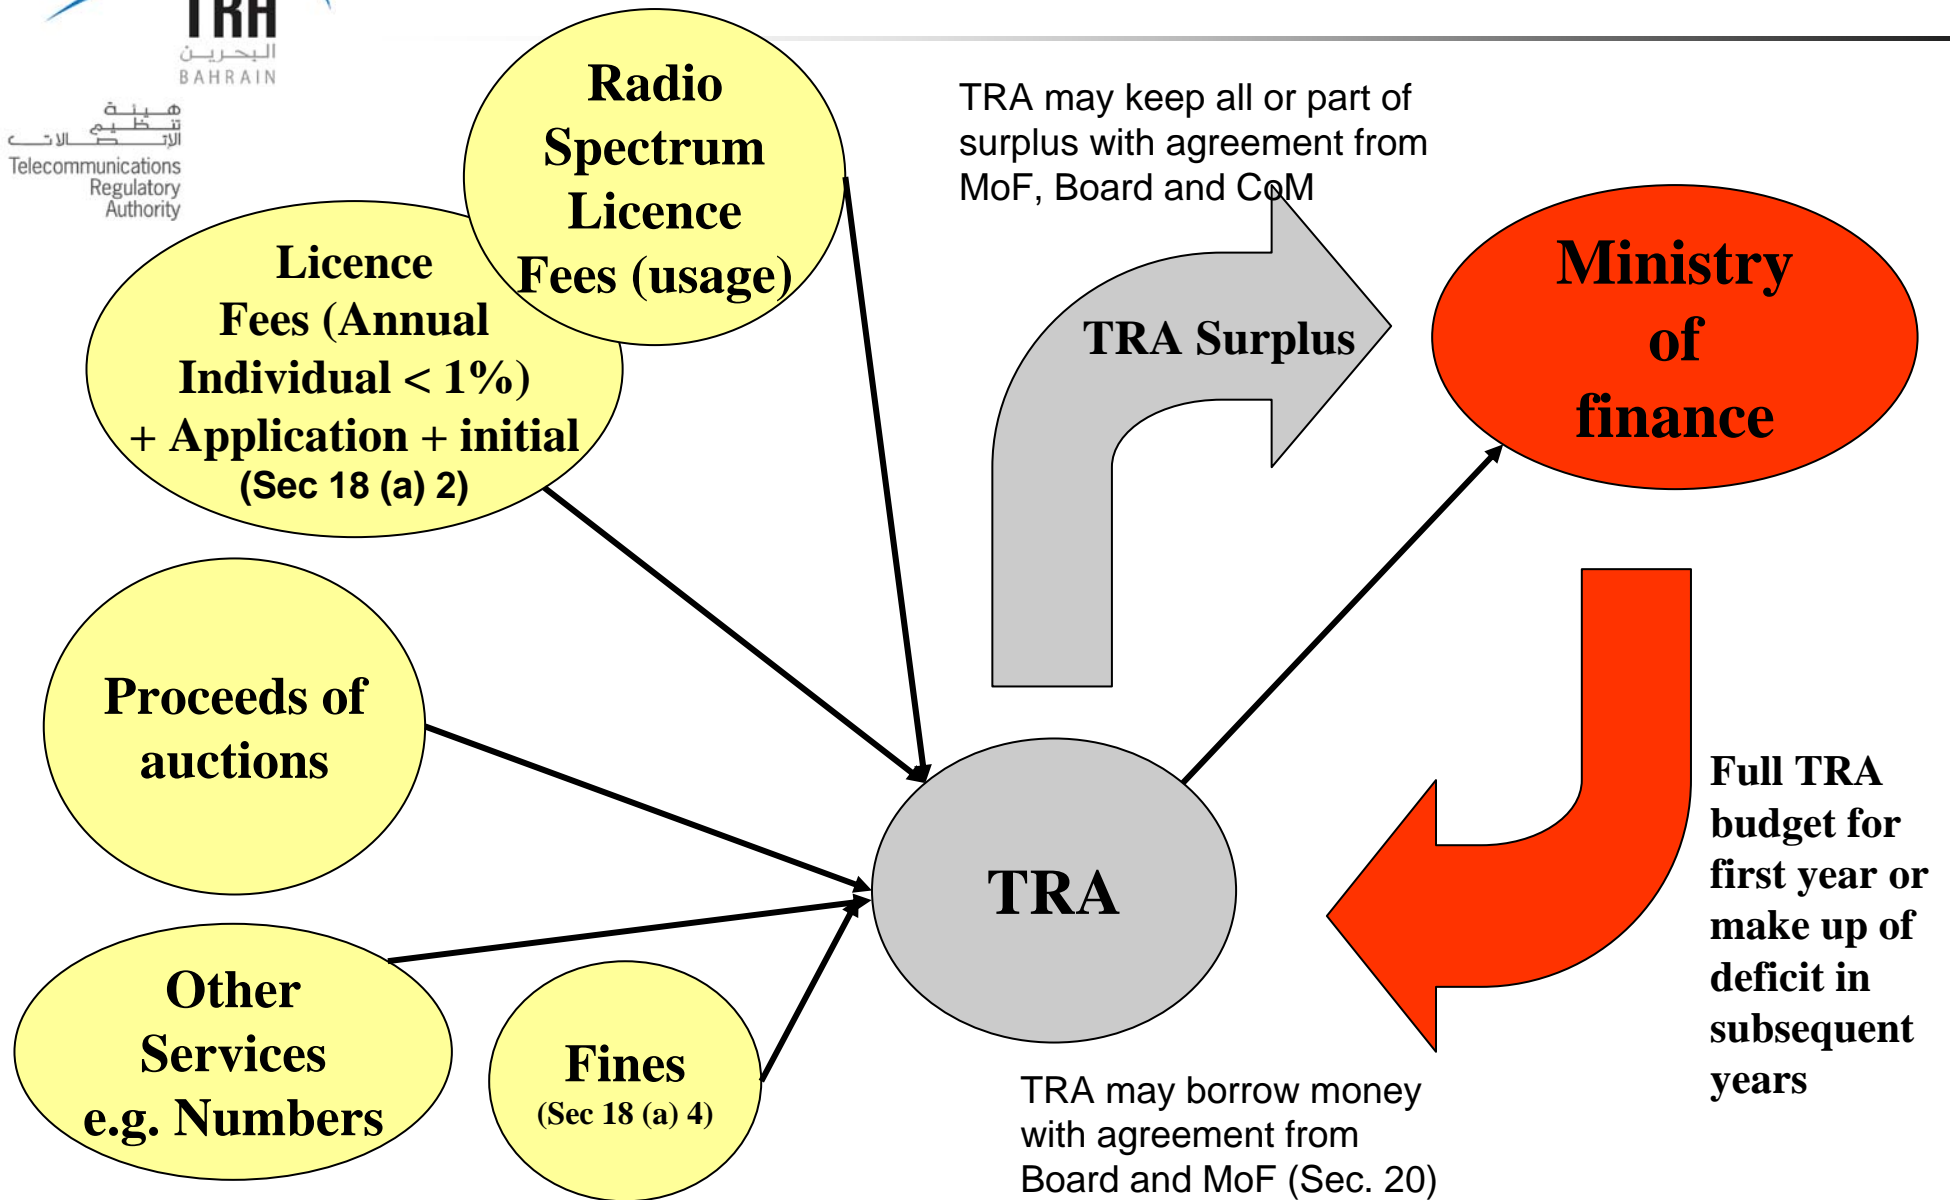 TRA
البحرين
BAHRAIN
هيئة
تنظيم
الإتصالات
Telecommunications
Regulatory
Authority
Radio
Spectrum
Licence
Fees (usage)
Licence
Fees (Annual
Individual < 1%)
+ Application + initial
(Sec 18 (a) 2)
Proceeds of
auctions
Other
Services
e.g. Numbers
Fines
(Sec 18 (a) 4)
TRA may keep all or part of
surplus with agreement from
MoF, Board and CoM
TRA Surplus
Ministry
of
finance
TRA
Full TRA
budget for
first year or
make up of
deficit in
subsequent
years
TRA may borrow money
with agreement from
Board and MoF (Sec. 20)